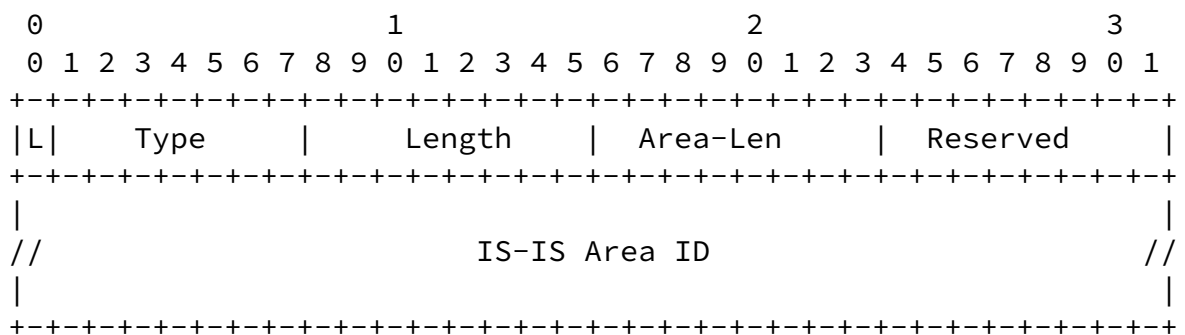 0                   1                   2                   3
 0 1 2 3 4 5 6 7 8 9 0 1 2 3 4 5 6 7 8 9 0 1 2 3 4 5 6 7 8 9 0 1
+-+-+-+-+-+-+-+-+-+-+-+-+-+-+-+-+-+-+-+-+-+-+-+-+-+-+-+-+-+-+-+-+
|L|    Type     |     Length    |  Area-Len     |  Reserved     |
+-+-+-+-+-+-+-+-+-+-+-+-+-+-+-+-+-+-+-+-+-+-+-+-+-+-+-+-+-+-+-+-+
|                                                               |
//                        IS-IS Area ID                        //
|                                                               |
+-+-+-+-+-+-+-+-+-+-+-+-+-+-+-+-+-+-+-+-+-+-+-+-+-+-+-+-+-+-+-+-+